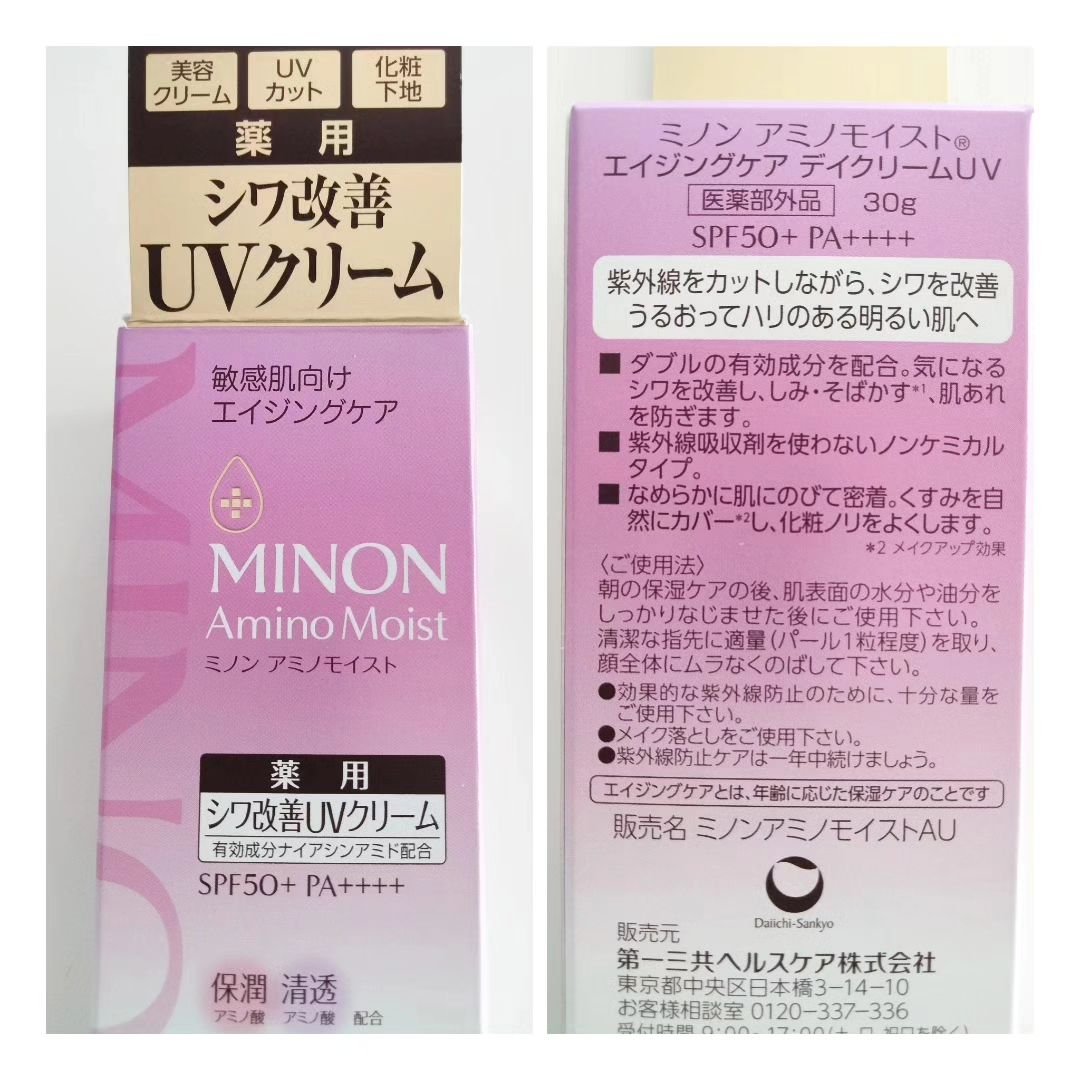 美容
クリーム
UV
カット
化粧
下地
薬用
シワ改善
UVクリーム
敏感肌向け
エイジングケア
MINON
MINON
Amino Moist
ミノン アミノモイスト
薬用
シワ改善UVクリーム
有効成分ナイアシンアミド配合
SPF50+ PA++++
保潤 清透
アミノ酸 アミノ酸 配合
ミノン アミノモイスト®
エイジングケア デイクリームUV
医薬部外品 30g
SPF50+ PA++++
紫外線をカットしながら、シワを改善
うるおってハリのある明るい肌へ
■ ダブルの有効成分を配合。気になる
シワを改善し、しみ・そばかす*1、肌あれ
を防ぎます。
■ 紫外線吸収剤を使わないノンケミカル
タイプ。
■ なめらかに肌にのびて密着。くすみを自
然にカバー*2し、化粧ノリをよくします。
*2 メイクアップ効果
〈ご使用法〉
朝の保湿ケアの後、肌表面の水分や油分を
しっかりなじませた後にご使用下さい。
清潔な指先に適量(パール1粒程度)を取り、
顔全体にムラなくのばして下さい。
●効果的な紫外線防止のために、十分な量を
ご使用下さい。
●メイク落としをご使用下さい。
●紫外線防止ケアは一年中続けましょう。
エイジングケアとは、年齢に応じた保湿ケアのことです
販売名 ミノンアミノモイストAU
Daiichi-Sankyo
販売元
第一三共ヘルスケア株式会社
東京都中央区日本橋3-14-10
お客様相談室 0120-337-336
受付時間 9:00~17:00(土、日、祝日を除く)